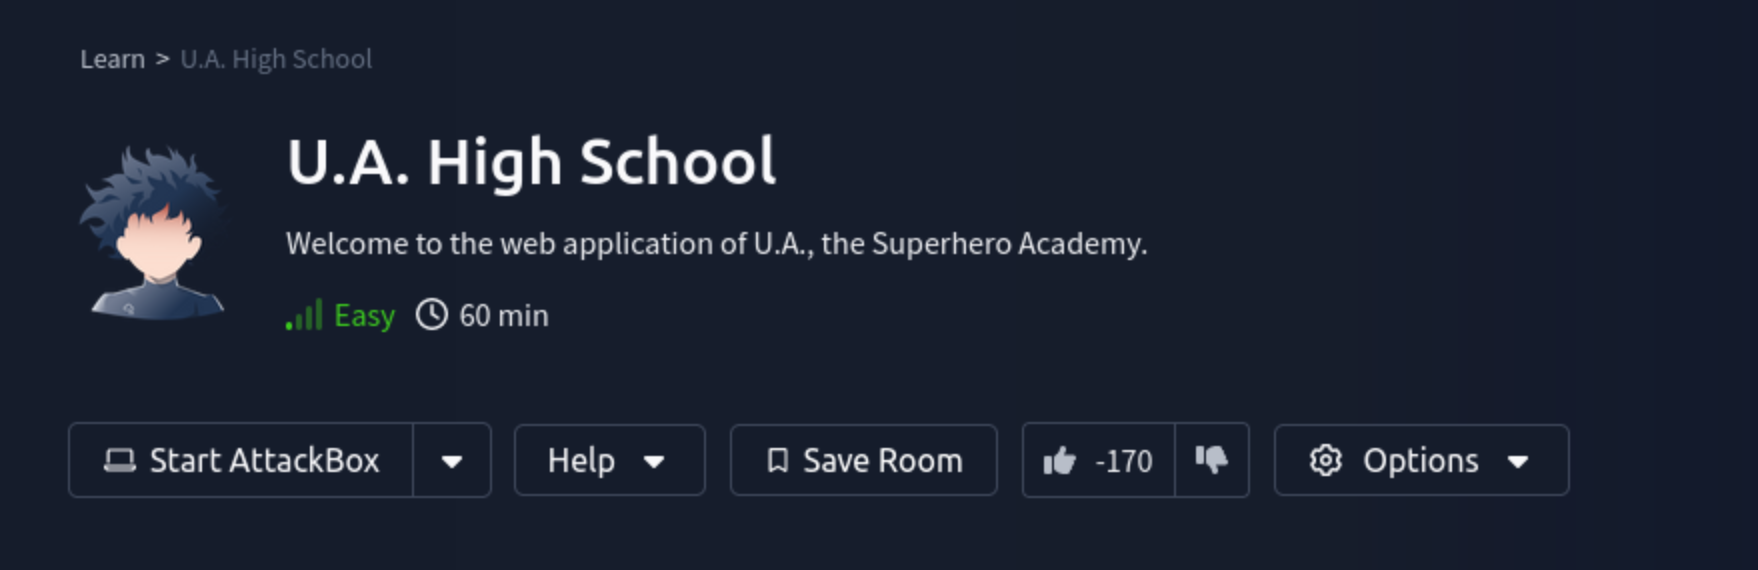 Learn > U.A. High School
U.A. High School
Welcome to the web application of U.A., the Superhero Academy.
Easy 60 min
Start AttackBox Help Save Room -170 Options